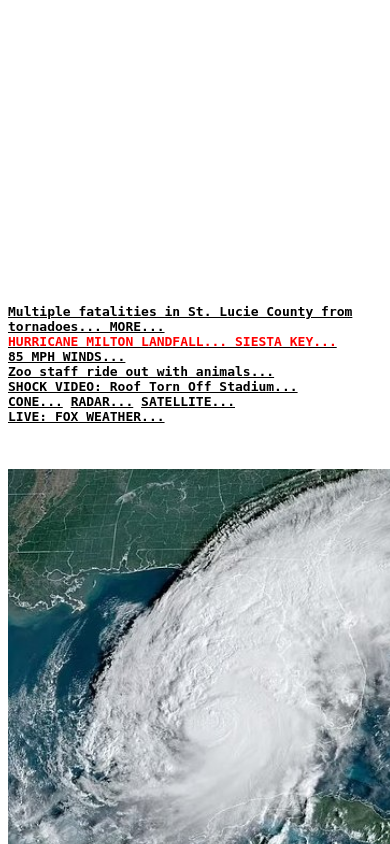 Multiple fatalities in St. Lucie County from
tornadoes... MORE...
HURRICANE MILTON LANDFALL... SIESTA KEY...
85 MPH WINDS...
Zoo staff ride out with animals...
SHOCK VIDEO: Roof Torn Off Stadium...
CONE... RADAR... SATELLITE...
LIVE: FOX WEATHER...